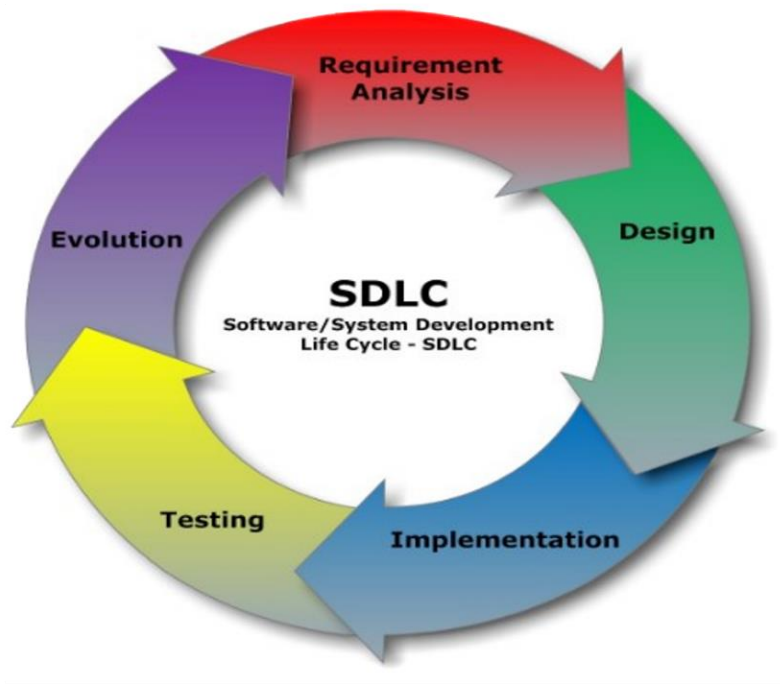 Requirement
Analysis
Design
Implementation
Testing
Evolution
SDLC
Software/System Development
Life Cycle - SDLC